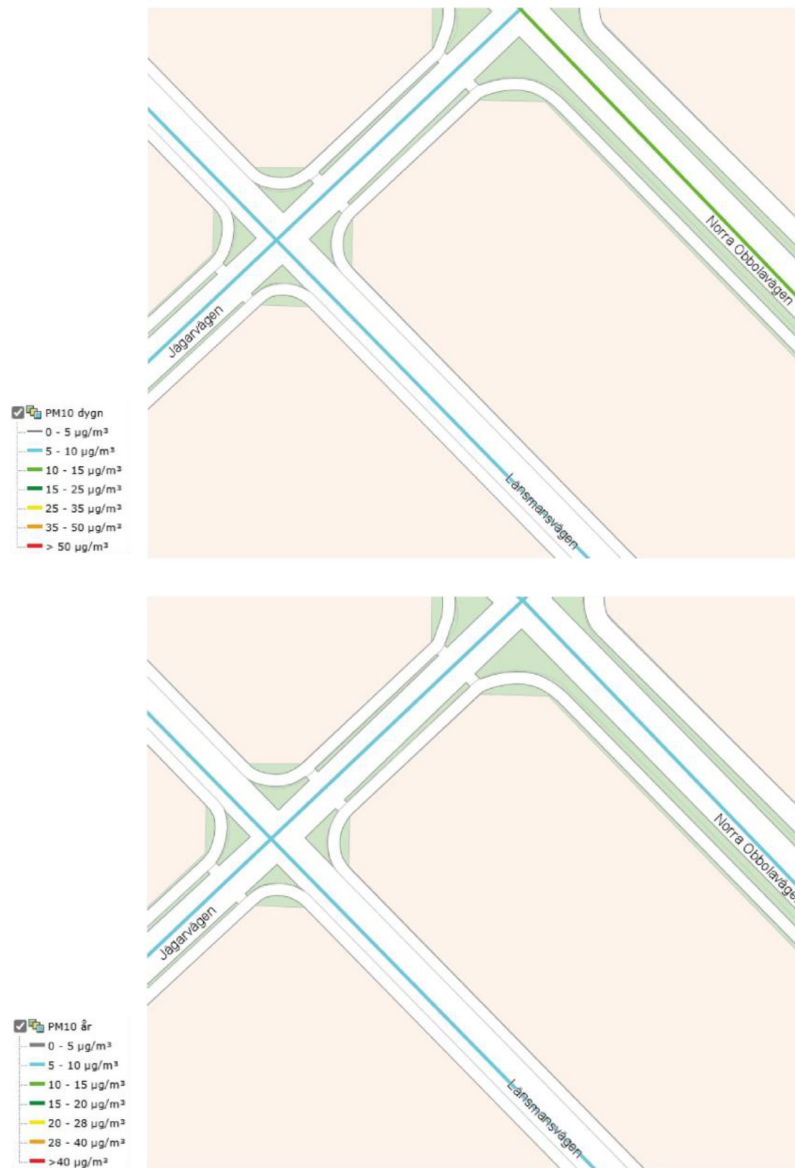 Norra Obbolavägen
Jägarvägen
Länsmansvägen
PM10 dygn
0 - 5 µg/m³
5 - 10 µg/m³
10 - 15 µg/m³
15 - 25 µg/m³
25 - 35 µg/m³
35 - 50 µg/m³
> 50 µg/m³
Norra Obbolaväge
Jägarvägen
Länsmansvägen
PM10 år
0 - 5 µg/m³
5 - 10 µg/m³
10 - 15 µg/m³
15 - 20 µg/m³
20 - 28 µg/m³
28 - 40 µg/m³
>40 µg/m³